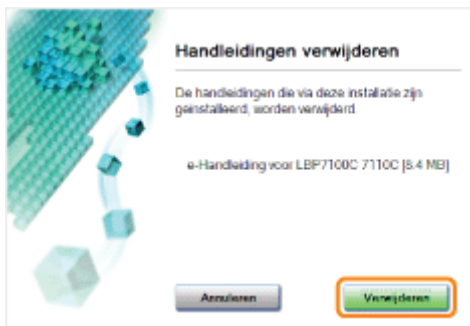 Handleidingen verwijderen
De handleidingen die via deze installatie zijn
geïnstalleerd, worden verwijderd.
e-Handleiding voor LBP7100C 7110C [8.4 MB]
Annuleren
Verwijderen